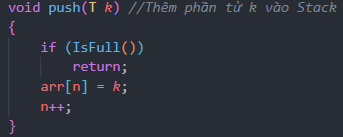 void push(T k) //Thêm phần tử k vào Stack
{
    if (IsFull())
        return;
    arr[n] = k;
    n++;
}